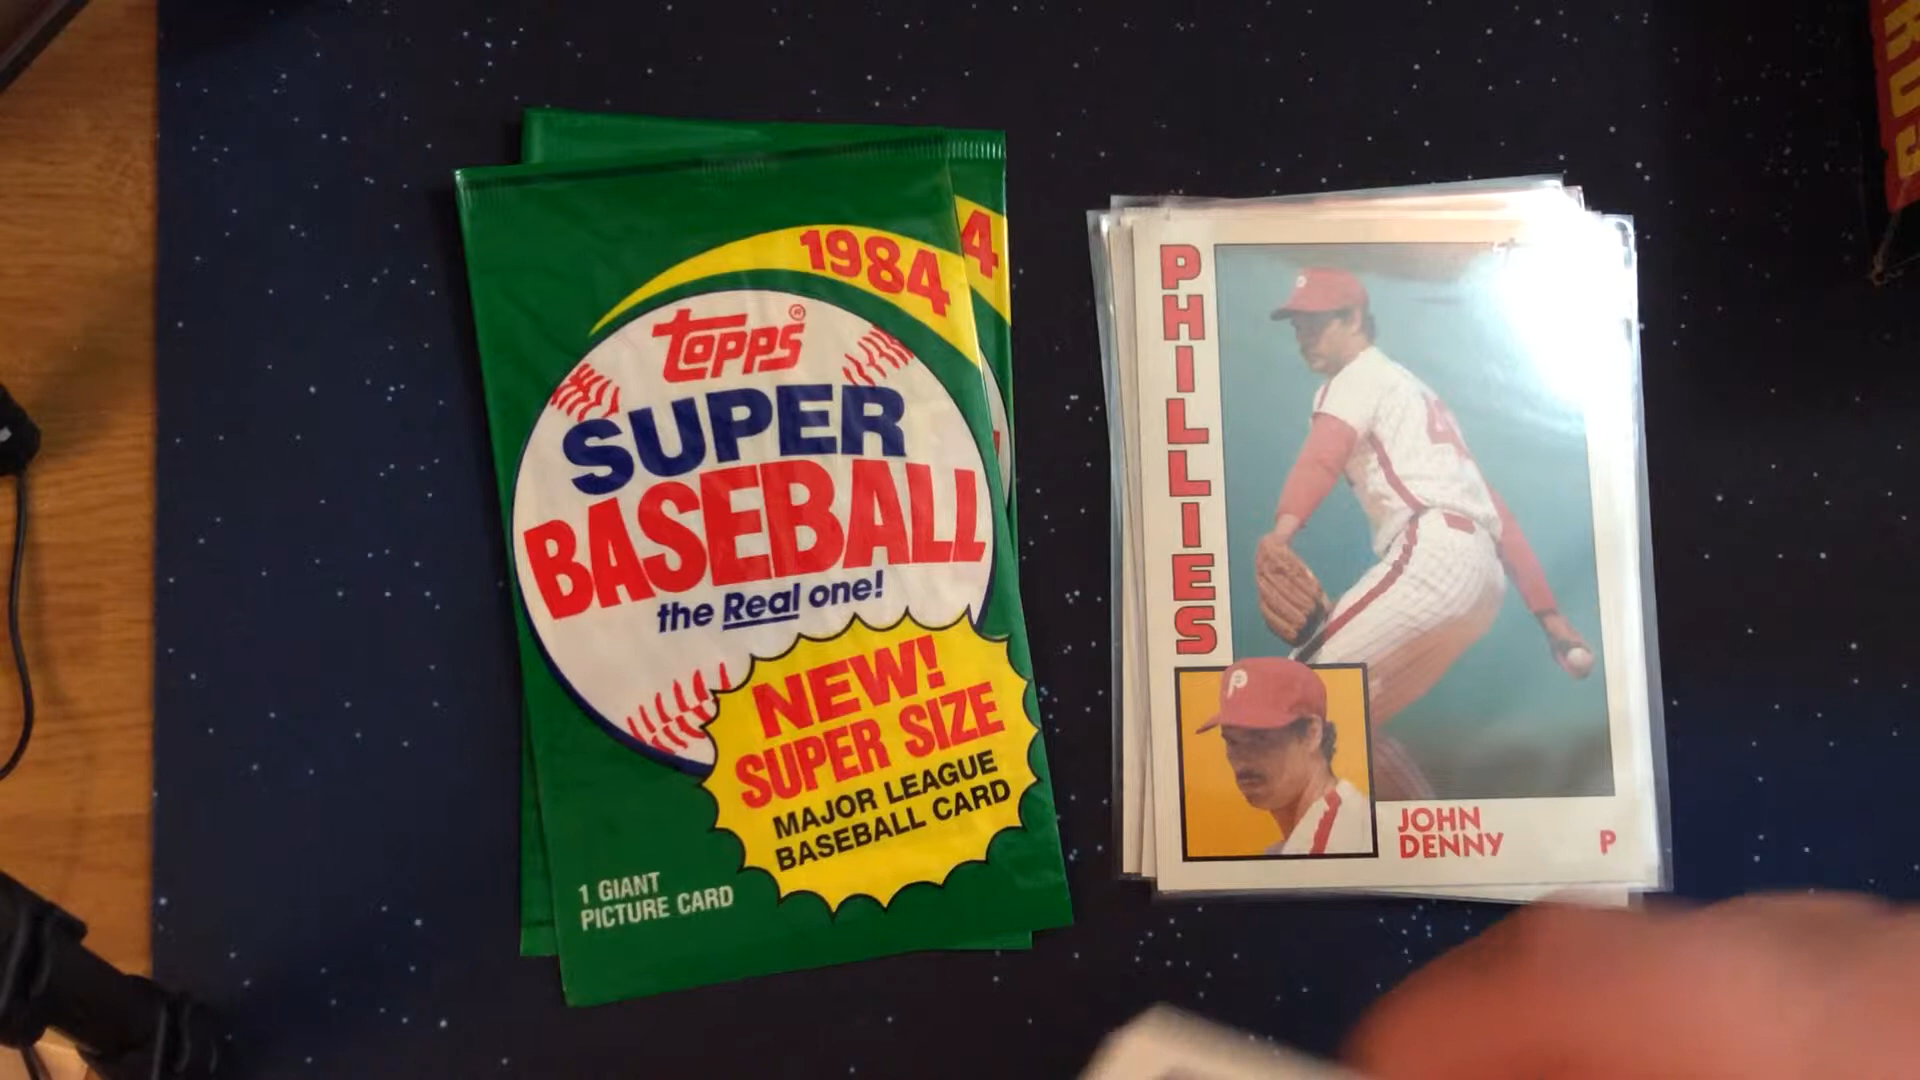 1984
4
topps®
SUPER
BASEBALL
the Real one!
NEW!
SUPER SIZE
MAJOR LEAGUE
BASEBALL CARD
1 GIANT
PICTURE CARD
PHILLIES
P
JOHN
DENNY
P